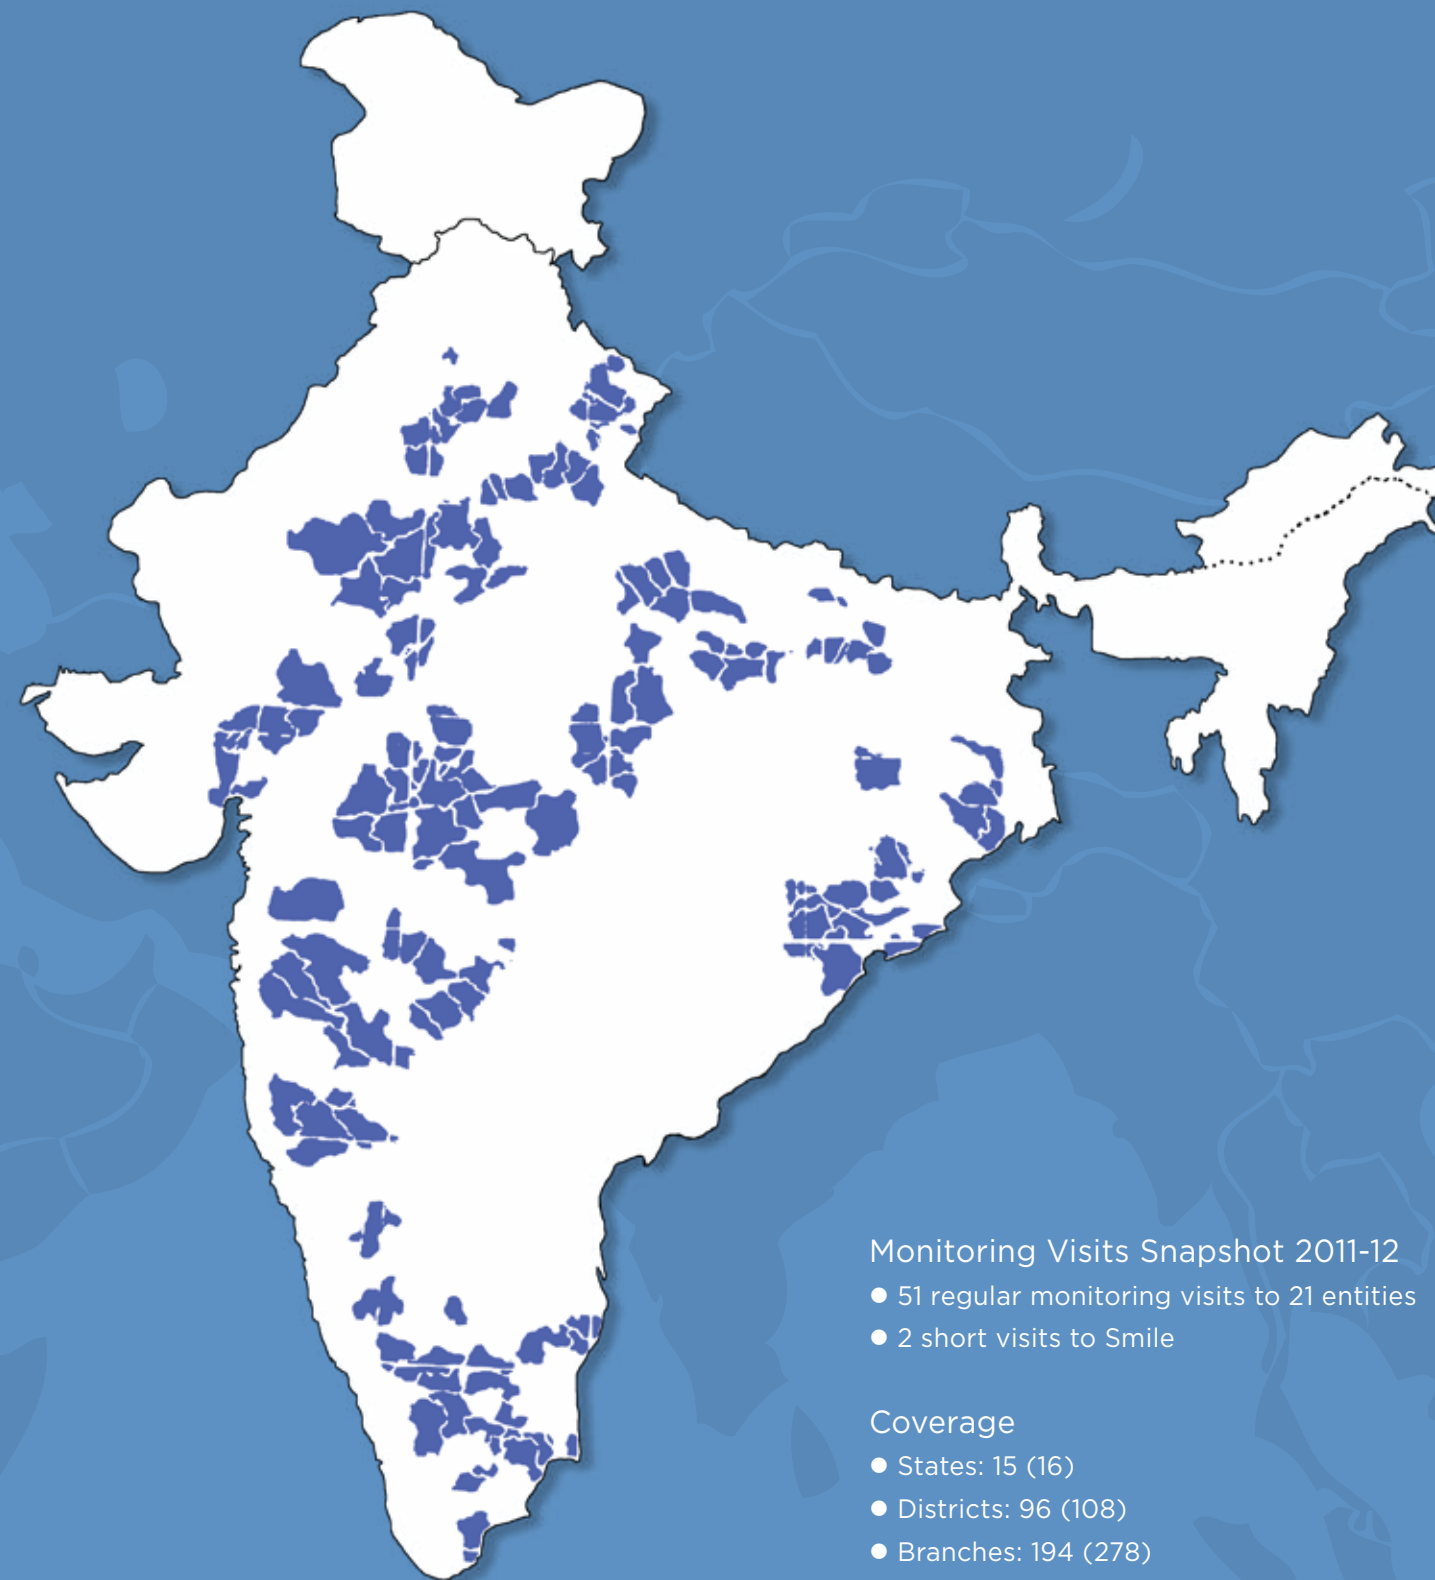 Monitoring Visits Snapshot 2011-12
● 51 regular monitoring visits to 21 entities
● 2 short visits to Smile
Coverage
● States: 15 (16)
● Districts: 96 (108)
● Branches: 194 (278)